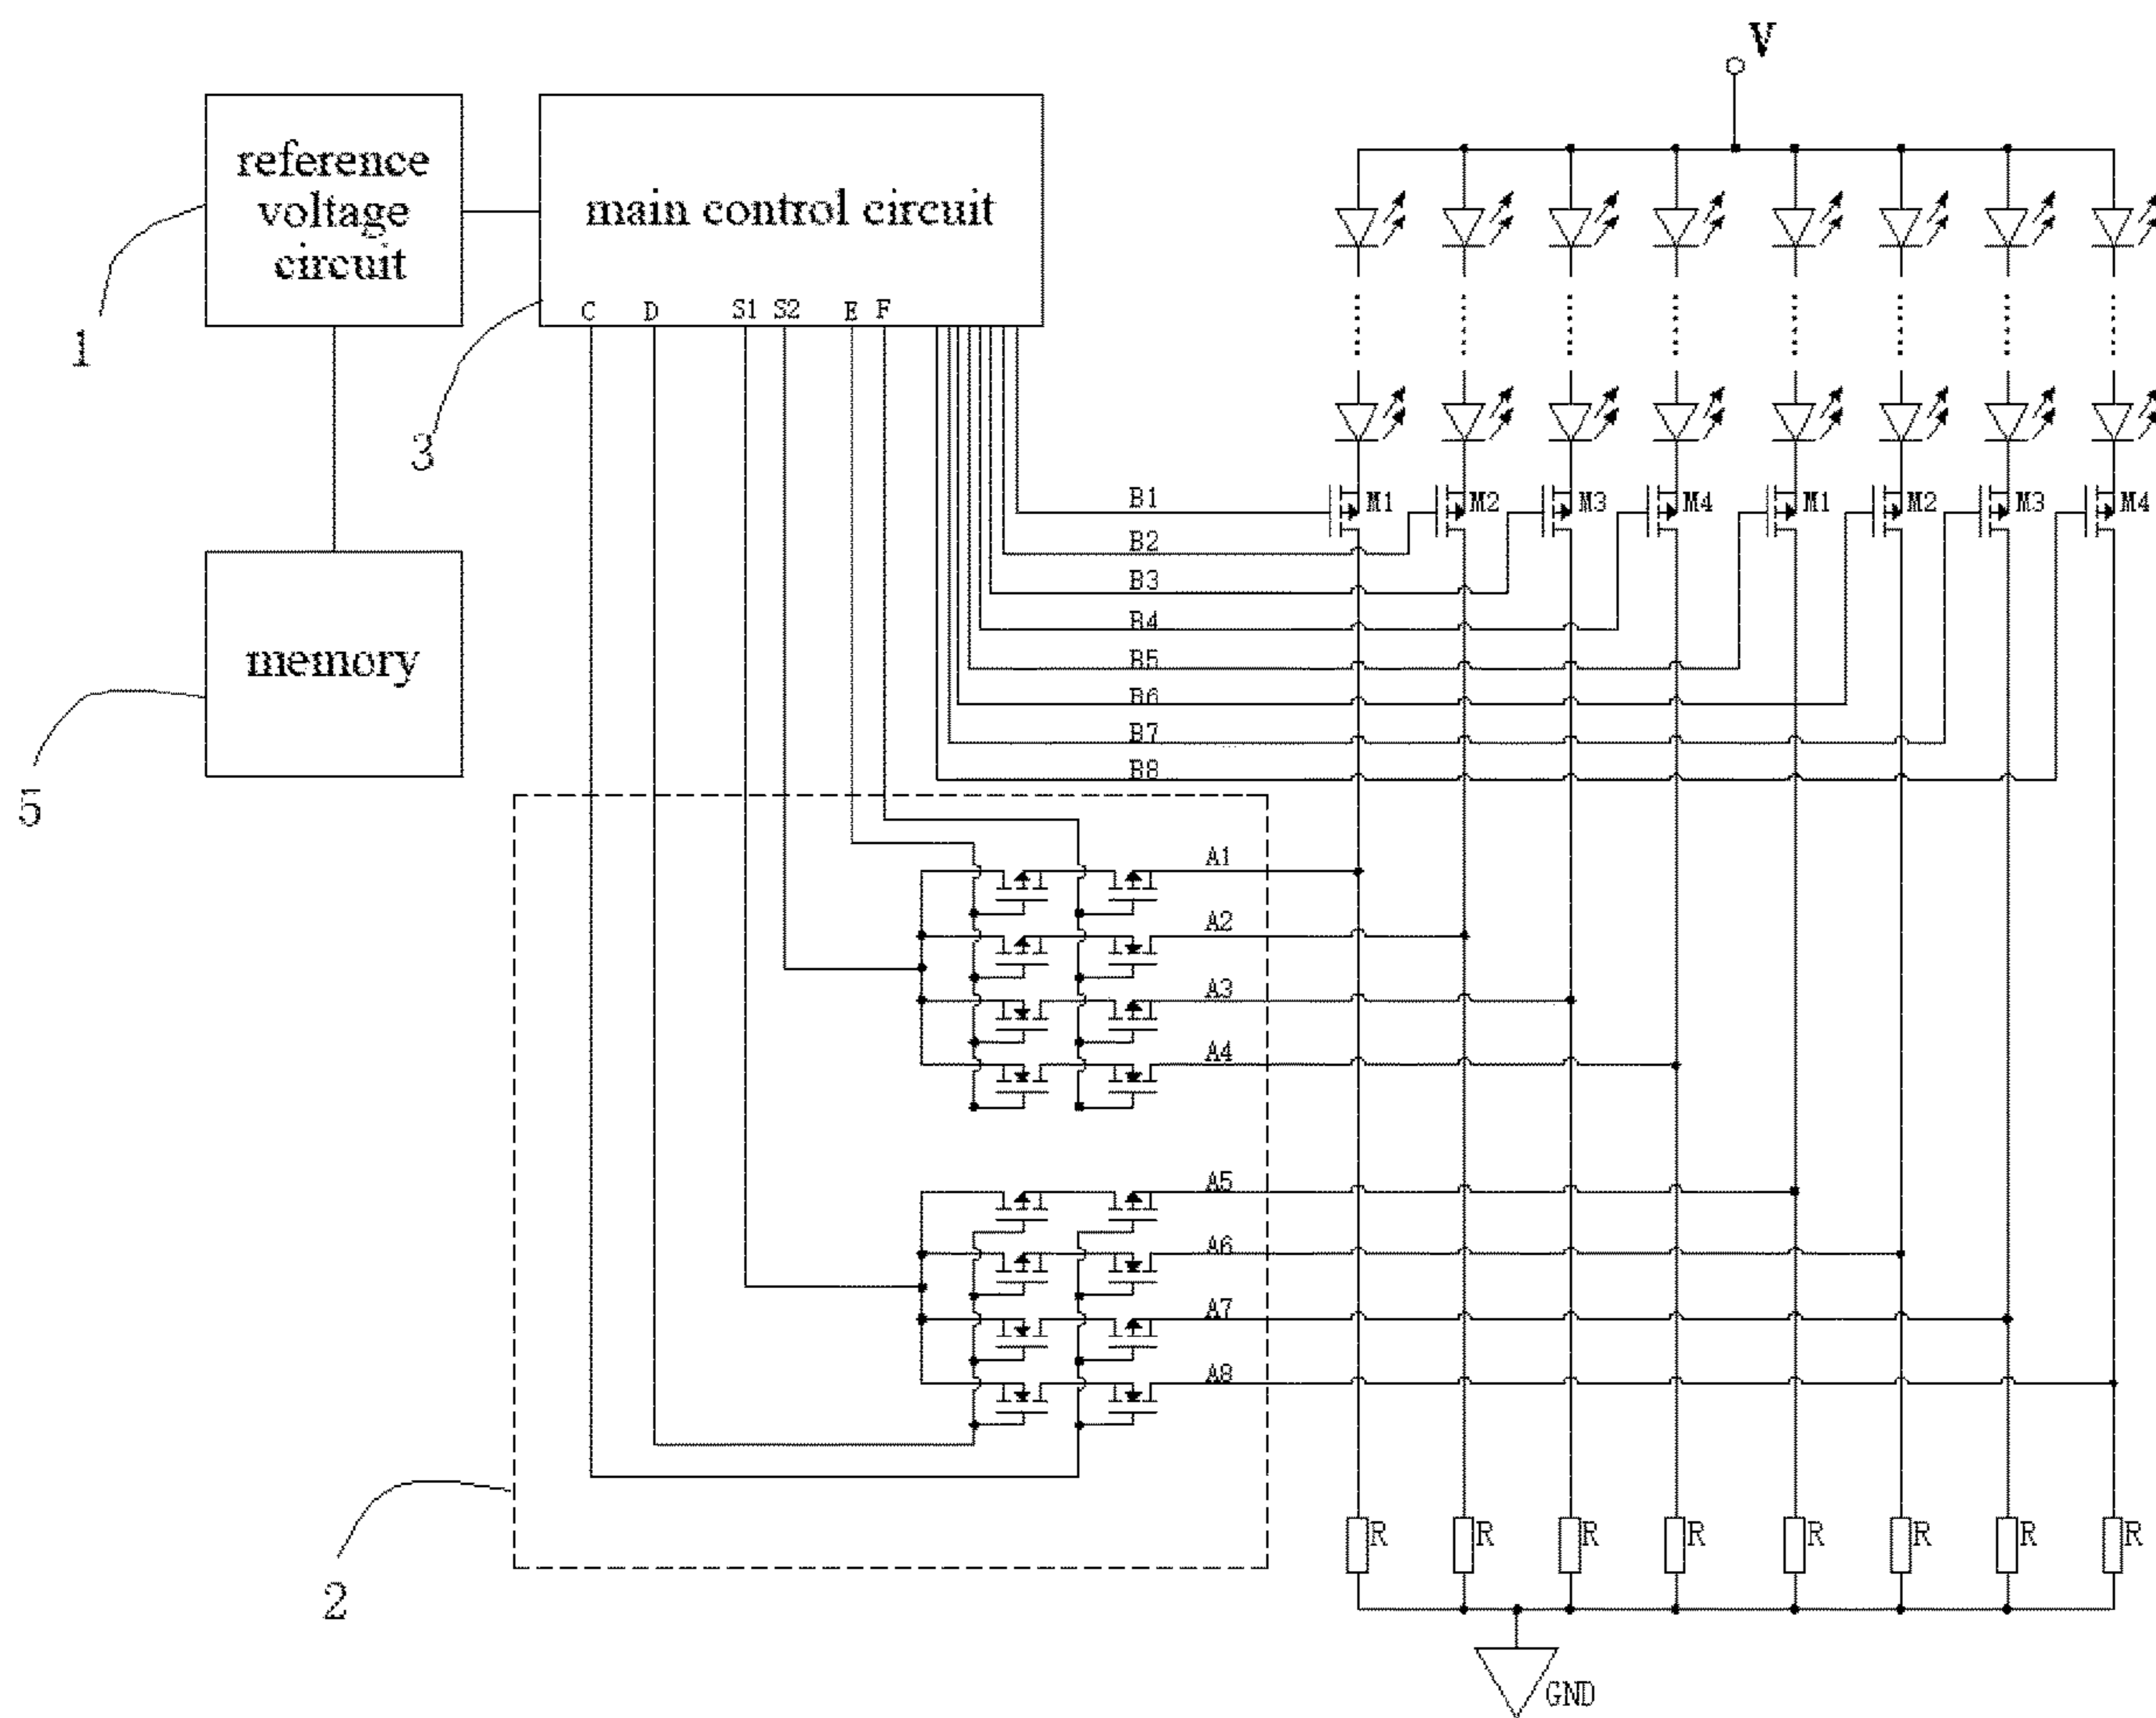 V
reference
voltage
circuit
main control circuit
C D S1 S2 E F
1
3
memory
5
B1
B2
B3
B4
B5
B6
B7
B8
M1 M2 M3 M4 M1 M2 M3 M4
A1
A2
A3
A4
A5
A6
A7
A8
2
R R R R R R R R
GND